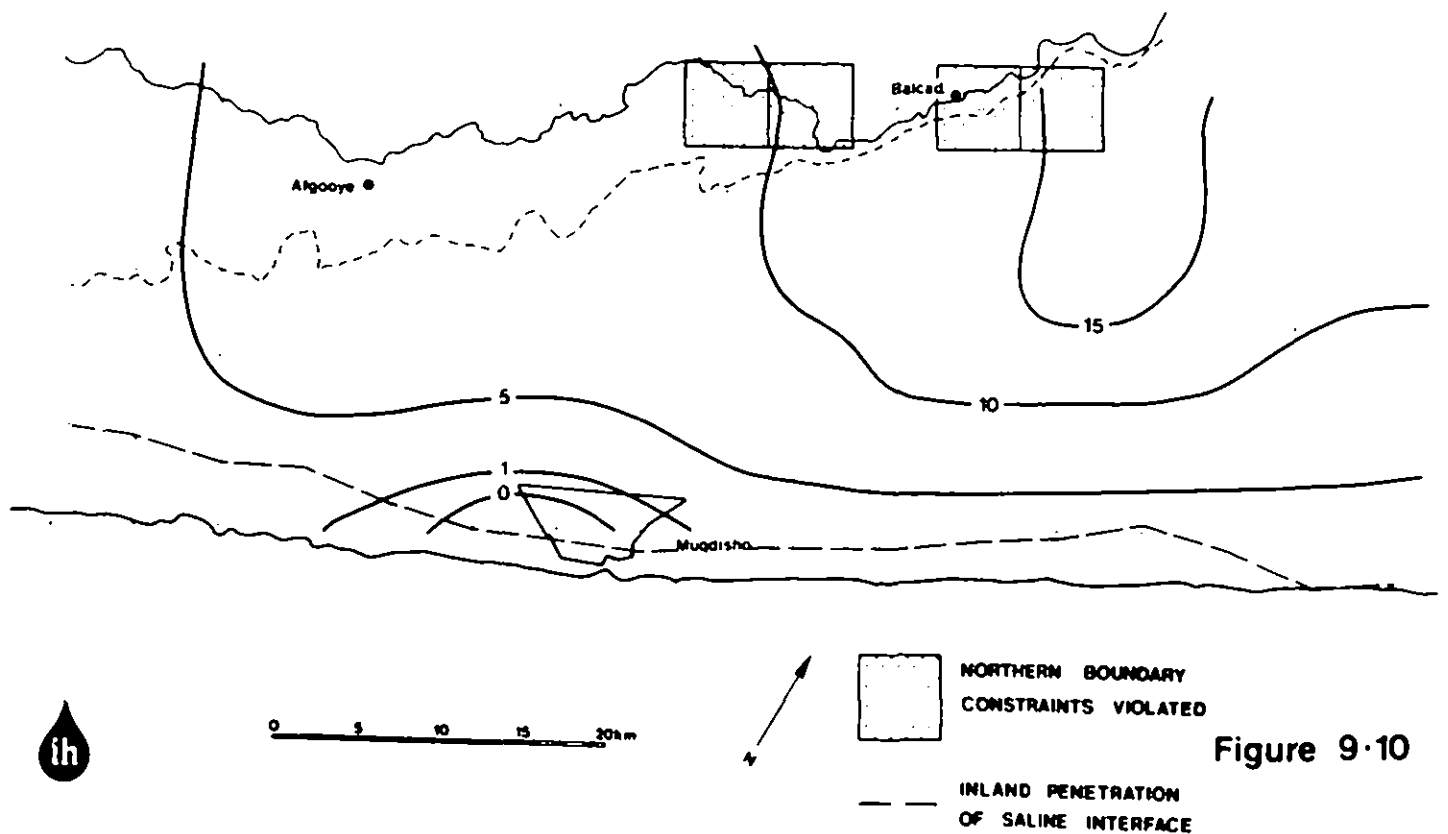 Balcad
Afgooye
15
10
5
1
0
Muqdisho
0 5 10 15 20km
N
NORTHERN BOUNDARY
CONSTRAINTS VIOLATED
Figure 9·10
ih
INLAND PENETRATION
OF SALINE INTERFACE